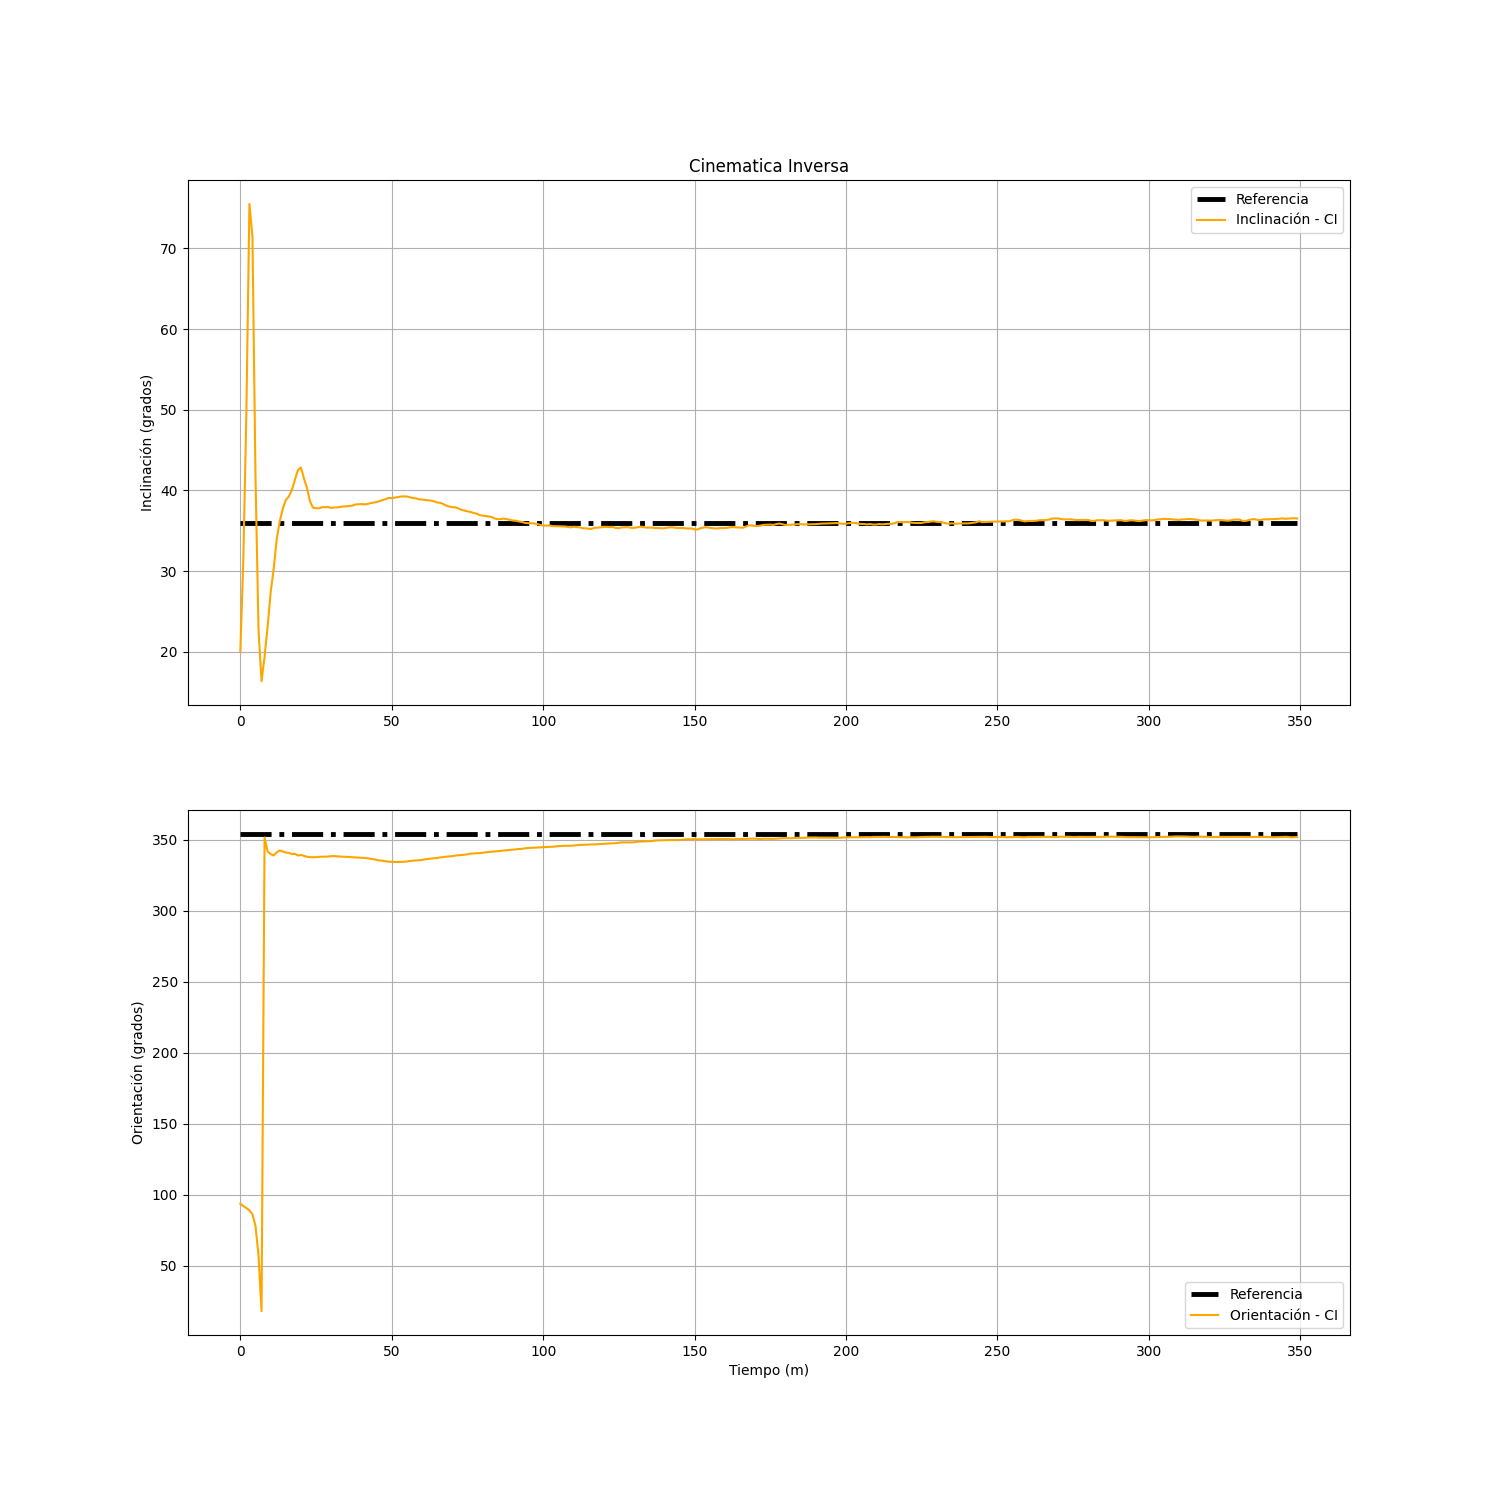 Cinematica Inversa
Referencia
Inclinación - CI
Inclinación (grados)
70
60
50
40
30
20
0 50 100 150 200 250 300 350
Orientación (grados)
350
300
250
200
150
100
50
Referencia
Orientación - CI
0 50 100 150 200 250 300 350
Tiempo (m)